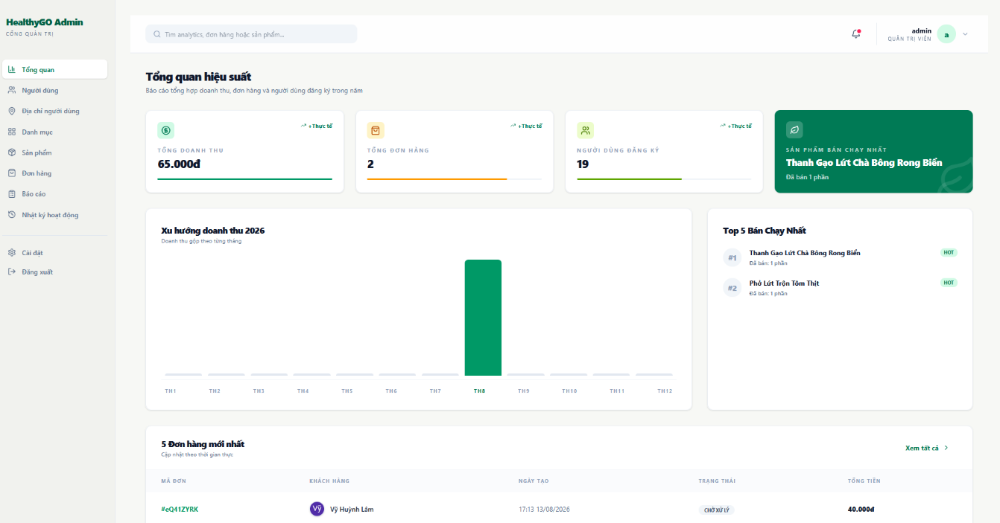 HealthyGO Admin
CỔNG QUẢN TRỊ
Tổng quan
Người dùng
Địa chỉ người dùng
Danh mục
Sản phẩm
Đơn hàng
Báo cáo
Nhật ký hoạt động
Cài đặt
Đăng xuất
Tìm analytics, đơn hàng hoặc sản phẩm...
admin
QUẢN TRỊ VIÊN
a
Tổng quan hiệu suất
Báo cáo tổng hợp doanh thu, đơn hàng và người dùng đăng ký trong năm
+Thực tế
TỔNG DOANH THU
65.000đ
+Thực tế
TỔNG ĐƠN HÀNG
2
+Thực tế
NGƯỜI DÙNG ĐĂNG KÝ
19
SẢN PHẨM BÁN CHẠY NHẤT
Thanh Gạo Lứt Chà Bông Rong Biển
Đã bán 1 phần
Xu hướng doanh thu 2026
Doanh thu gộp theo từng tháng
TH1 TH2 TH3 TH4 TH5 TH6 TH7 TH8 TH9 TH10 TH11 TH12
Top 5 Bán Chạy Nhất
#1
Thanh Gạo Lứt Chà Bông Rong Biển
HOT
Đã bán: 1 phần
#2
Phở Lứt Trộn Tôm Thịt
HOT
Đã bán: 1 phần
5 Đơn hàng mới nhất
Cập nhật theo thời gian thực
Xem tất cả
MÃ ĐƠN KHÁCH HÀNG NGÀY TẠO TRẠNG THÁI TỔNG TIỀN
#eQ41ZYRK Vỹ Vỹ Huỳnh Lâm 17:13 13/08/2026 CHỜ XỬ LÝ 40.000đ